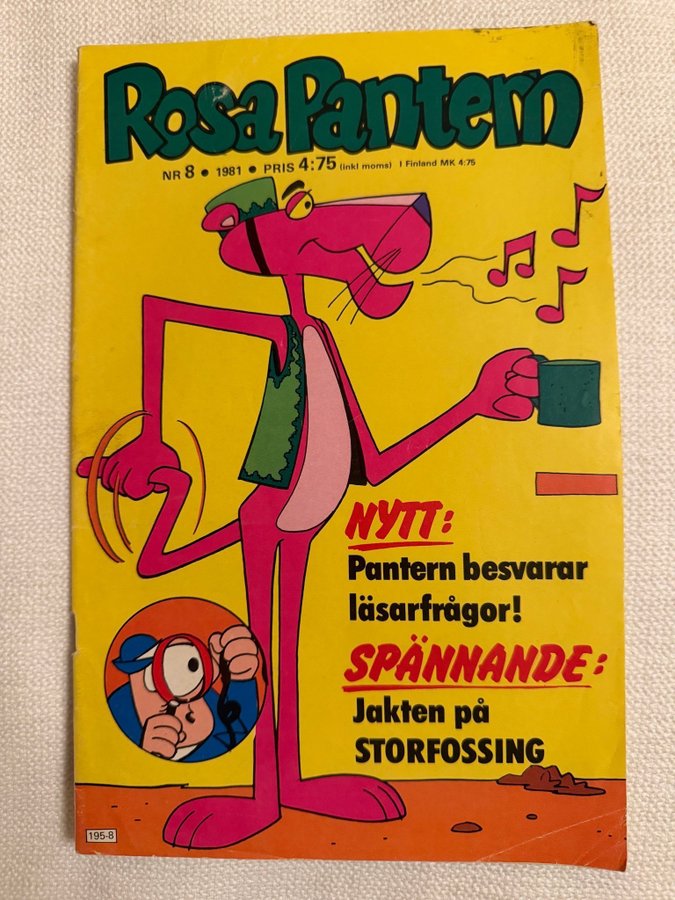 Rosa Pantern
NR 8 • 1981 • PRIS 4:75 (inkl moms) I Finland MK 4:75
NYTT:
Pantern besvarar
läsarfrågor!
SPÄNNANDE:
Jakten på
STORFOSSING
195-8